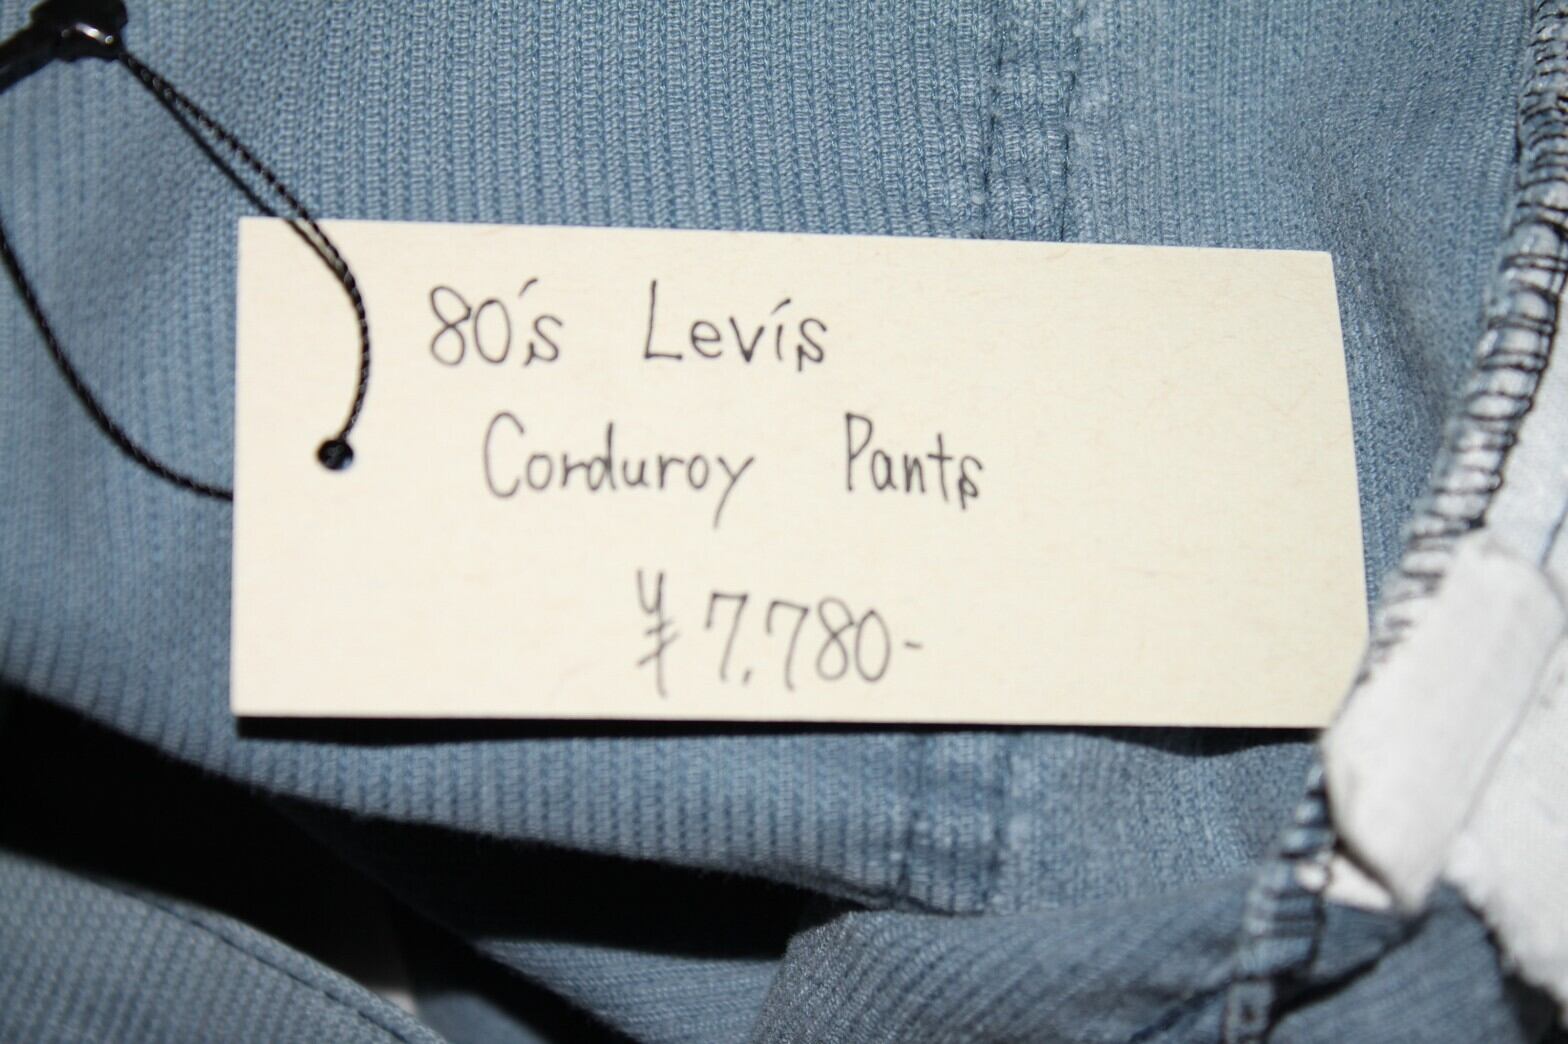 80's Levi's
Corduroy Pants
¥7,780-